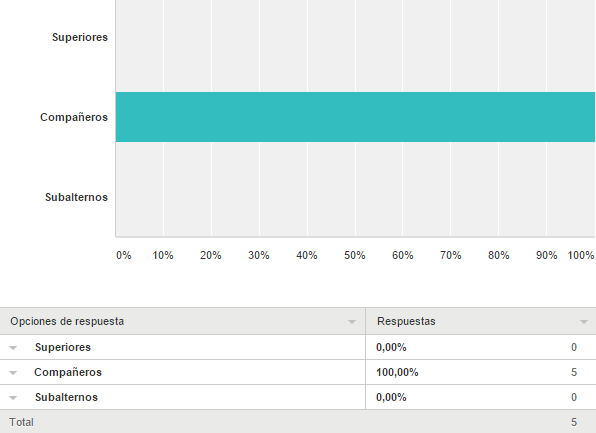 Superiores
Compañeros
Subalternos
0% 10% 20% 30% 40% 50% 60% 70% 80% 90% 100%
Opciones de respuesta Respuestas
Superiores 0,00% 0
Compañeros 100,00% 5
Subalternos 0,00% 0
Total 5